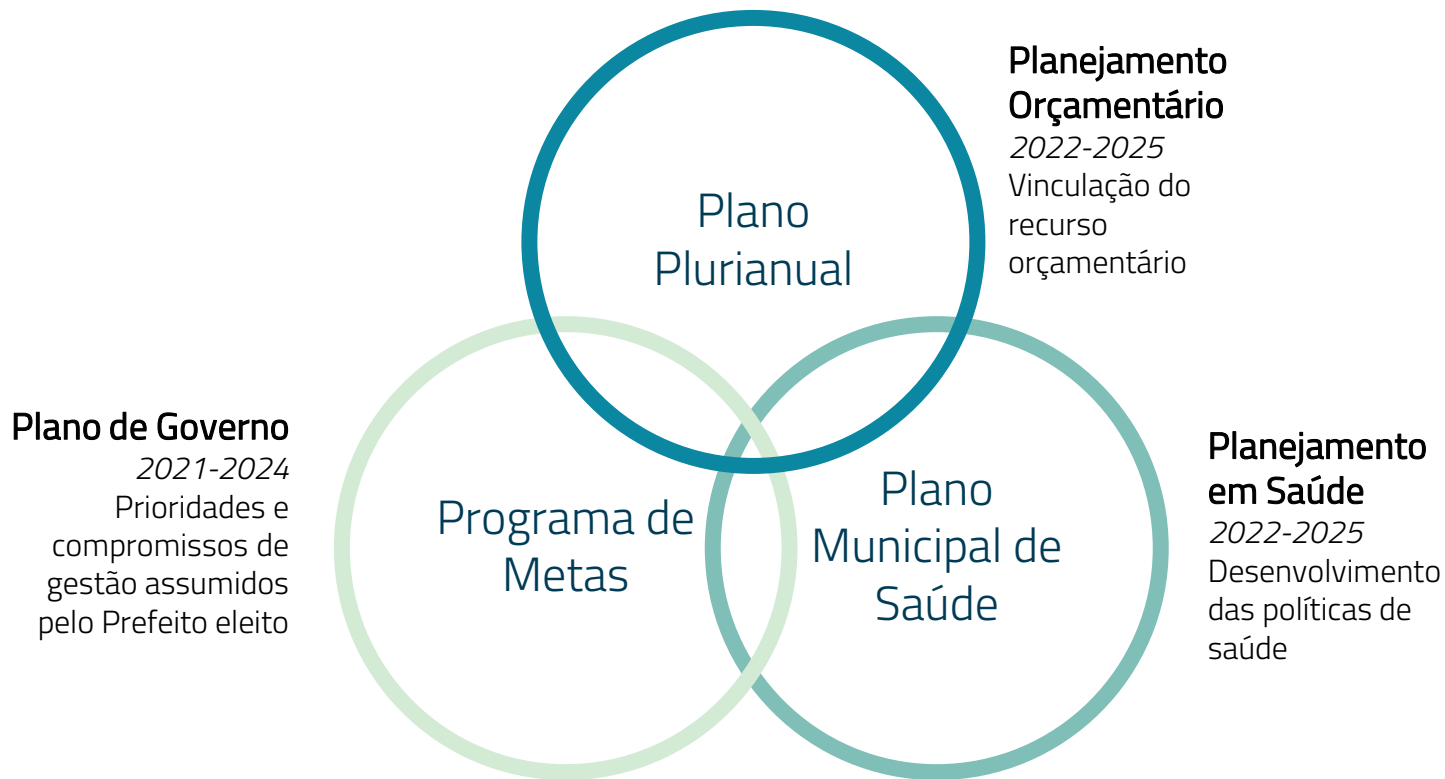 Planejamento
Orçamentário
2022-2025
Vinculação do
recurso
orçamentário
Plano
Plurianual
Plano de Governo
2021-2024
Prioridades e
compromissos de
gestão assumidos
pelo Prefeito eleito
Programa de
Metas
Plano
Municipal de
Saúde
Planejamento
em Saúde
2022-2025
Desenvolvimento
das políticas de
saúde